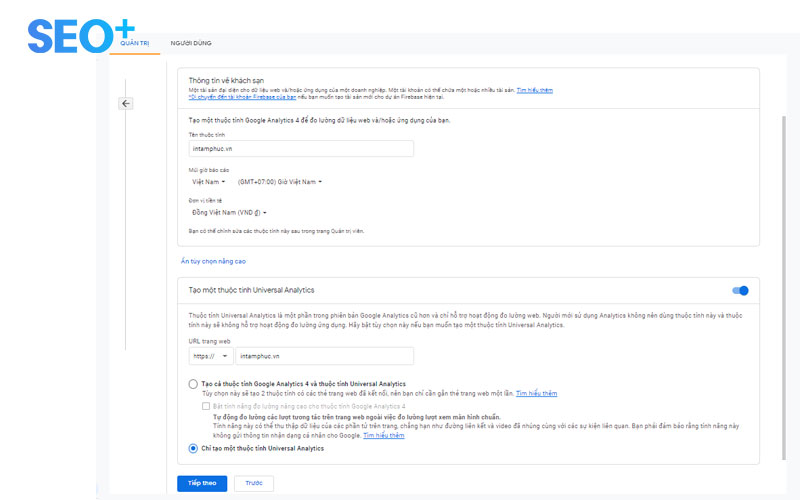 SEO+
QUẢN TRỊ
NGƯỜI DÙNG
Thông tin về khách sạn
Một tài sản đại diện cho dữ liệu web và/hoặc ứng dụng của một doanh nghiệp. Một tài khoản có thể chứa một hoặc nhiều tài sản. Tìm hiểu thêm
*Di chuyển đến tài khoản Firebase của bạn nếu bạn muốn tạo tài sản mới cho dự án Firebase hiện tại.
Tạo một thuộc tính Google Analytics 4 để đo lường dữ liệu web và/hoặc ứng dụng của bạn.
Tên thuộc tính
intamphuc.vn
Múi giờ báo cáo
Việt Nam
(GMT+07:00) Giờ Việt Nam
Đơn vị tiền tệ
Đồng Việt Nam (VND ₫)
Bạn có thể chỉnh sửa các thuộc tính này sau trong trang Quản trị viên.
Ẩn tùy chọn nâng cao
Tạo một thuộc tính Universal Analytics
Thuộc tính Universal Analytics là một phần trong phiên bản Google Analytics cũ hơn và chỉ hỗ trợ hoạt động đo lường web. Người mới sử dụng Analytics không nên dùng thuộc tính này và thuộc
tính này sẽ không hỗ trợ hoạt động đo lường ứng dụng. Hãy bật tùy chọn này nếu bạn muốn tạo một thuộc tính Universal Analytics.
URL trang web
https://
intamphuc.vn
Tạo cả thuộc tính Google Analytics 4 và thuộc tính Universal Analytics
Tùy chọn này sẽ tạo 2 thuộc tính có các thẻ trang web đã kết nối, nên bạn chỉ cần gắn thẻ trang web một lần. Tìm hiểu thêm
Bật tính năng đo lường nâng cao cho thuộc tính Google Analytics 4
Tự động đo lường các lượt tương tác trên trang web ngoài việc đo lường lượt xem màn hình chuẩn.
Tính năng này có thể thu thập dữ liệu của các phần tử trên trang, chẳng hạn như đường liên kết và video đã nhúng cùng với các sự kiện liên quan. Bạn phải đảm bảo rằng tính năng này
không gửi thông tin nhận dạng cá nhân cho Google. Tìm hiểu thêm
Chỉ tạo một thuộc tính Universal Analytics
Tiếp theo
Trước